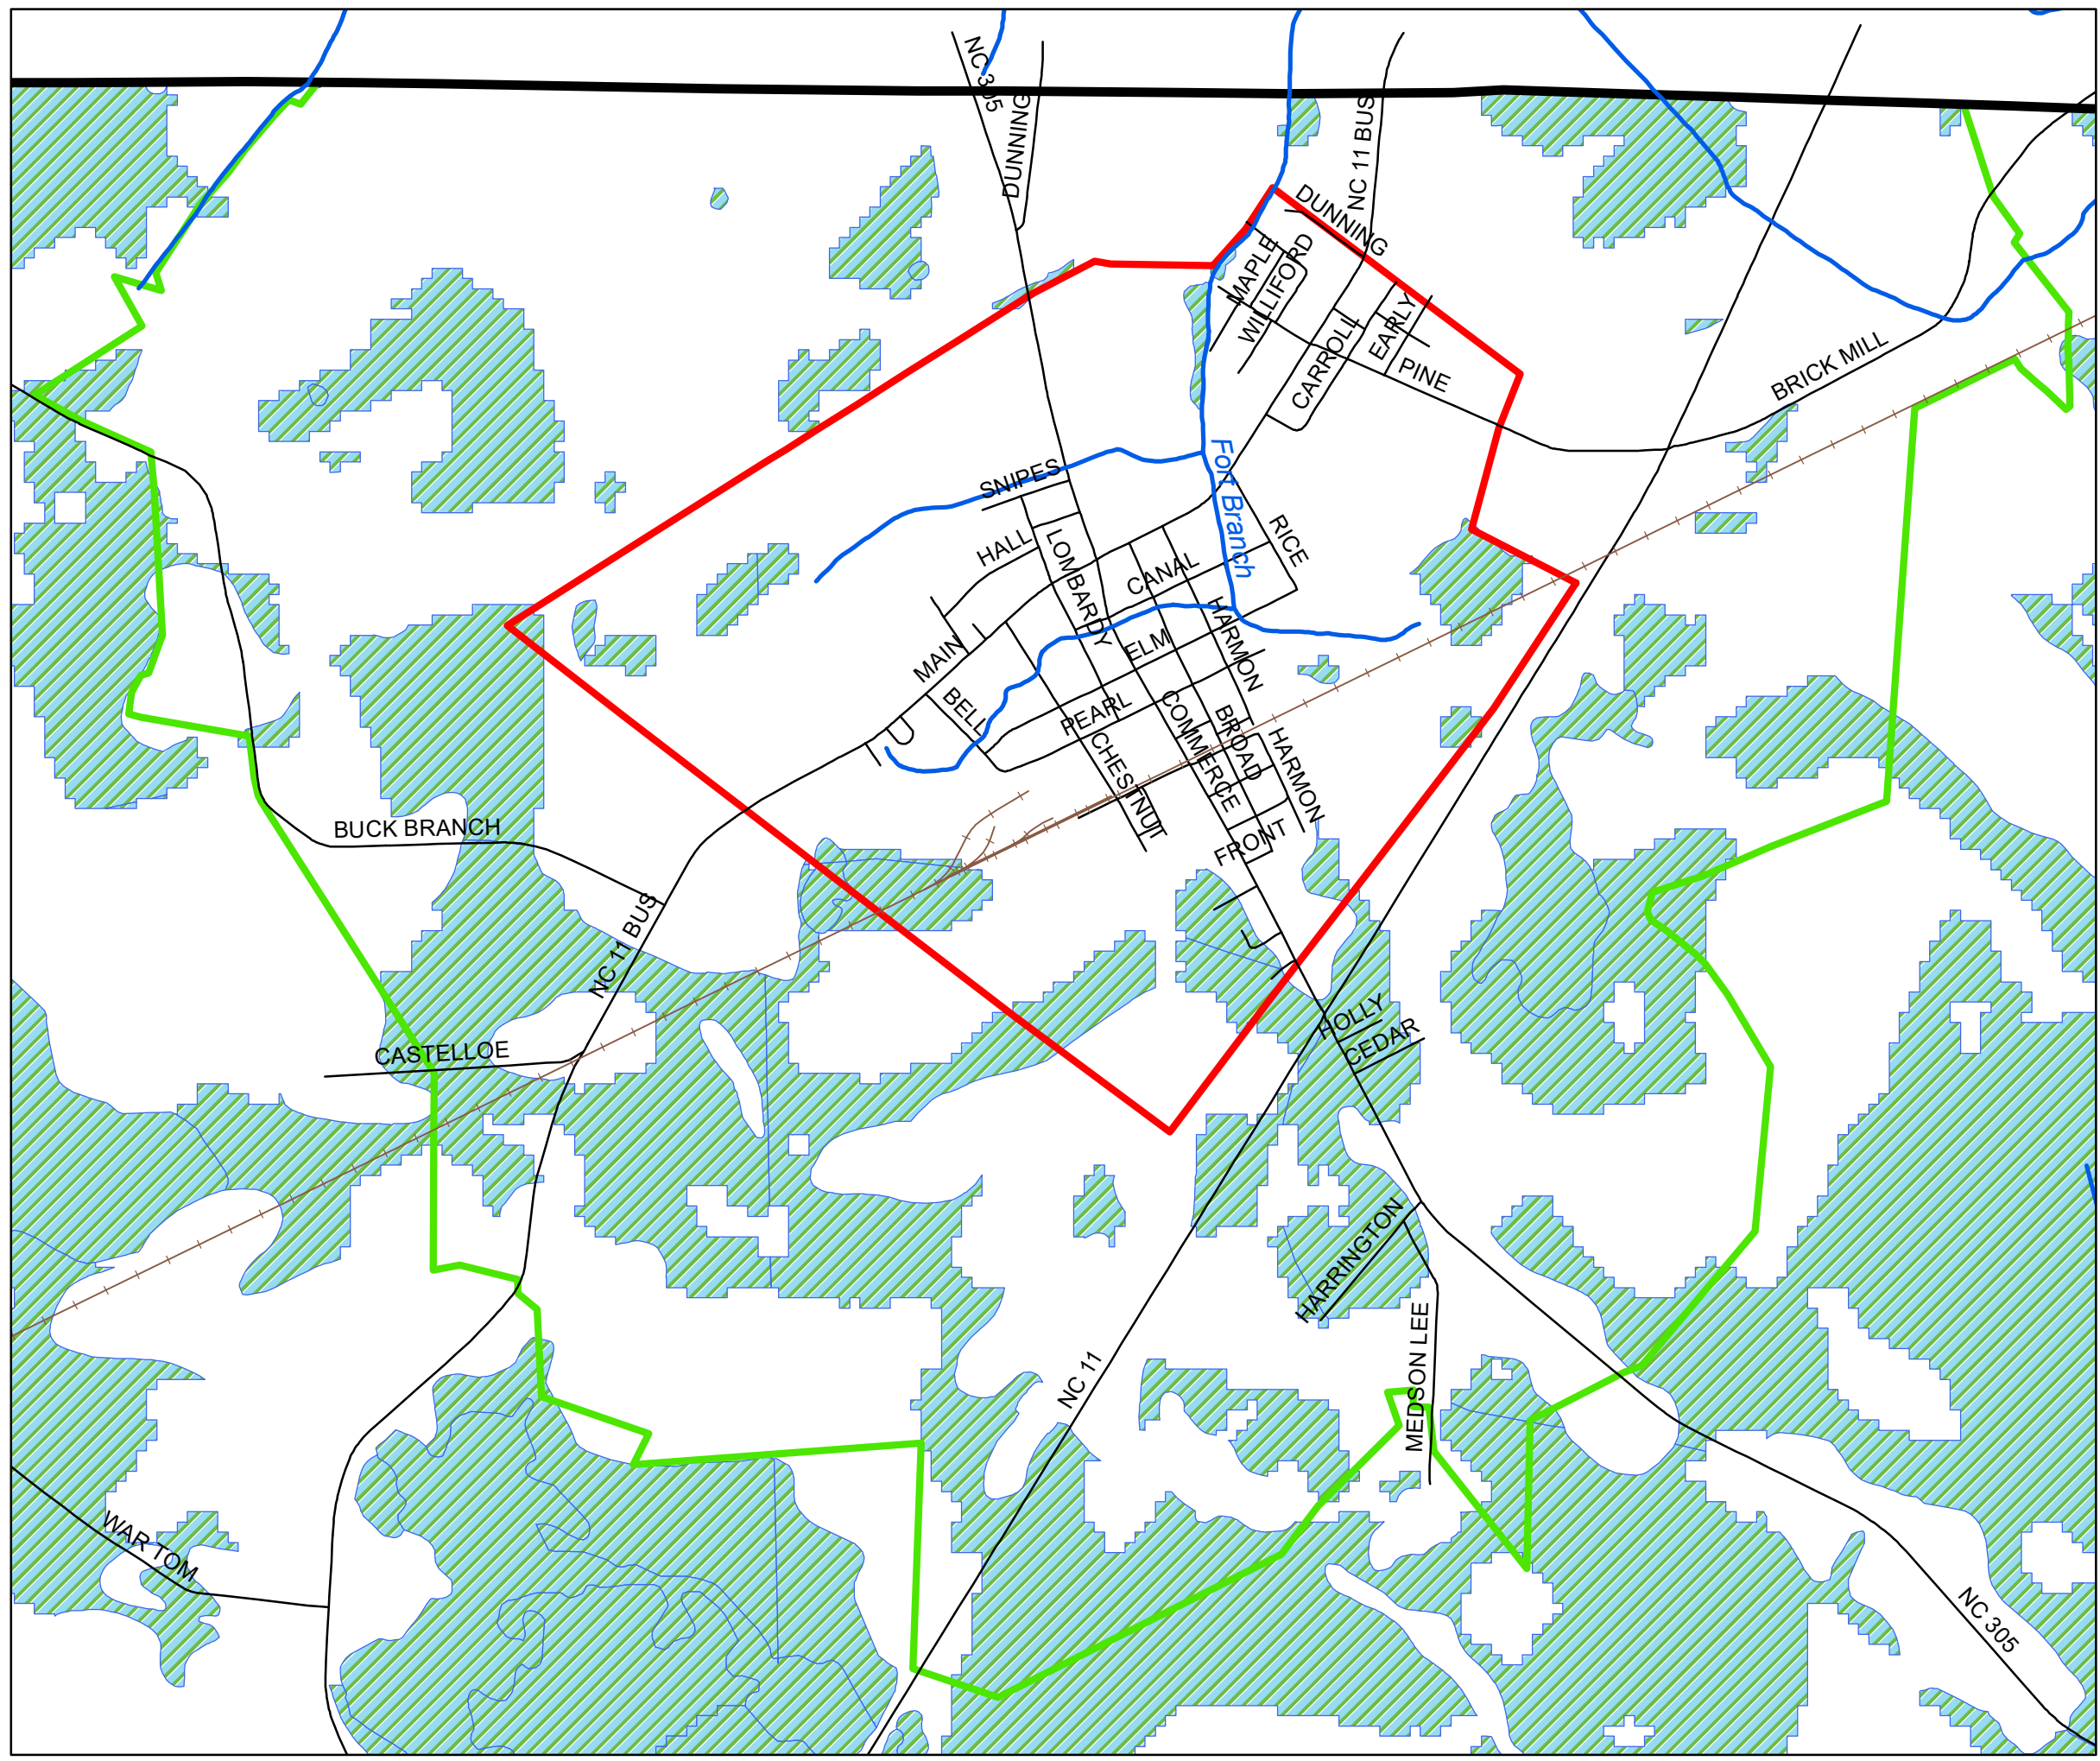 NC 305
DUNNING
NC 11 BUS
DUNNING
MAPLE
WILLIFORD
CARROLL
EARLY
PINE
BRICK MILL
Fort Branch
SNIPES
HALL
LOMBARDY
CANAL
RICE
HARMON
MAIN
ELM
BELL
PEARL
COMMERCE
BROAD
CHESTNUT
HARMON
FRONT
BUCK BRANCH
NC 11 BUS
CASTELLOE
HOLLY
CEDAR
HARRINGTON
MEDSON LEE
NC 11
WAR TOM
NC 305